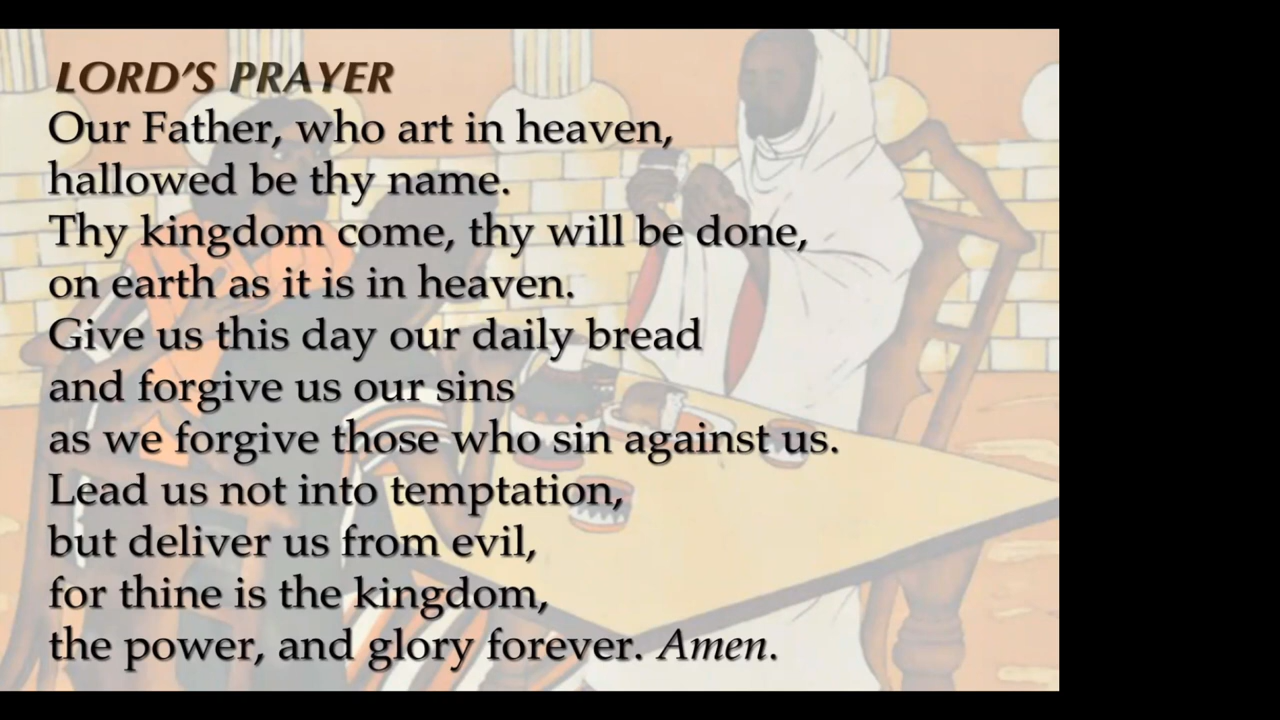 LORD’S PRAYER
Our Father, who art in heaven,
hallowed be thy name.
Thy kingdom come, thy will be done,
on earth as it is in heaven.
Give us this day our daily bread
and forgive us our sins
as we forgive those who sin against us.
Lead us not into temptation,
but deliver us from evil,
for thine is the kingdom,
the power, and glory forever. Amen.